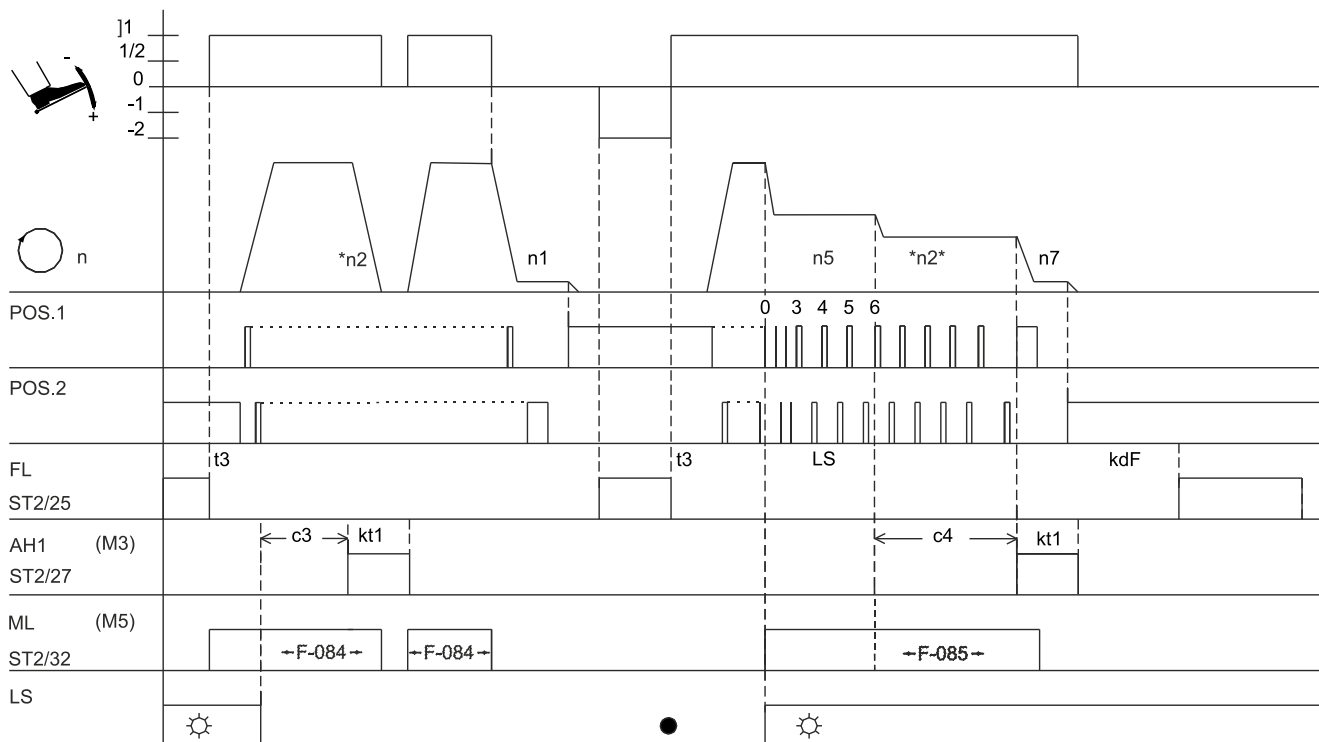 ]1
1/2
0
-1
-2
-
+
n
*n2
n1
n5
*n2*
n7
POS.1
0 3 4 5 6
POS.2
FL
ST2/25
t3
t3
LS
kdF
AH1 (M3)
ST2/27
c3
kt1
c4
kt1
ML (M5)
ST2/32
F-084
F-084
F-085
LS